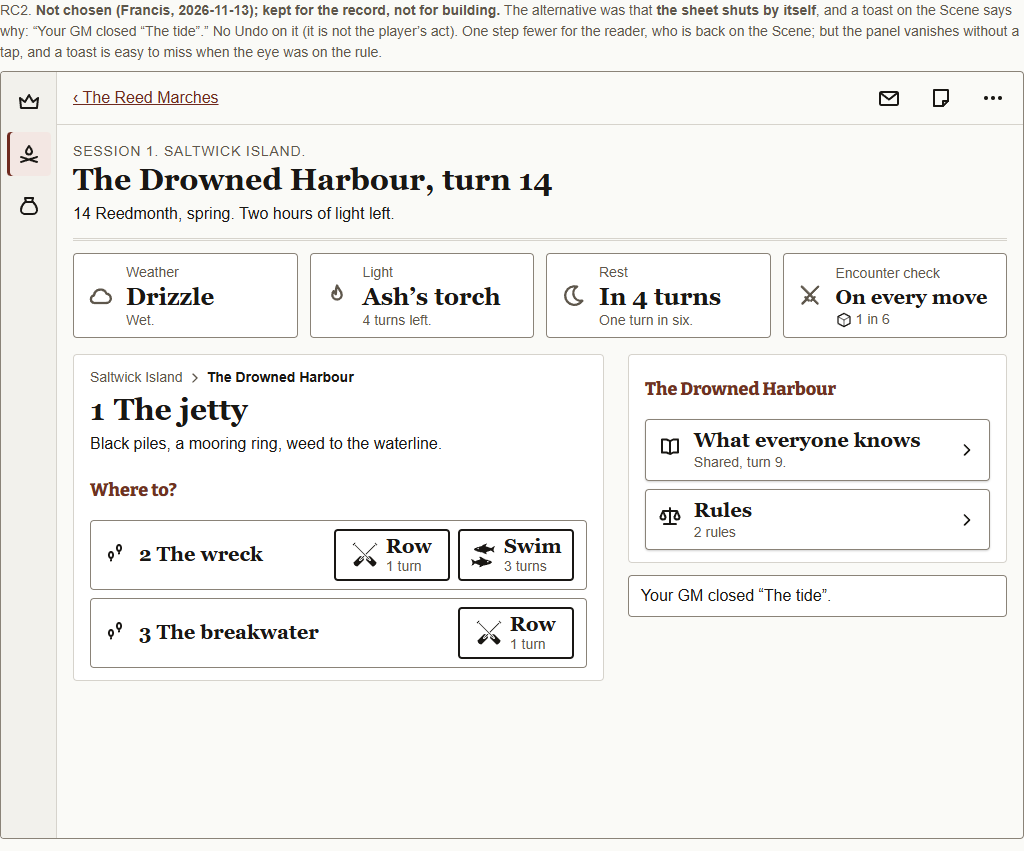 RC2. Not chosen (Francis, 2026-11-13); kept for the record, not for building. The alternative was that the sheet shuts by itself, and a toast on the Scene says
why: “Your GM closed “The tide”.” No Undo on it (it is not the player’s act). One step fewer for the reader, who is back on the Scene; but the panel vanishes without a
tap, and a toast is easy to miss when the eye was on the rule.
‹ The Reed Marches
SESSION 1. SALTWICK ISLAND.
The Drowned Harbour, turn 14
14 Reedmonth, spring. Two hours of light left.
Weather
Drizzle
Wet.
Light
Ash’s torch
4 turns left.
Rest
In 4 turns
One turn in six.
Encounter check
On every move
1 in 6
Saltwick Island > The Drowned Harbour
1 The jetty
Black piles, a mooring ring, weed to the waterline.
Where to?
2 The wreck
Row
1 turn
Swim
3 turns
3 The breakwater
Row
1 turn
The Drowned Harbour
What everyone knows
Shared, turn 9.
Rules
2 rules
Your GM closed “The tide”.